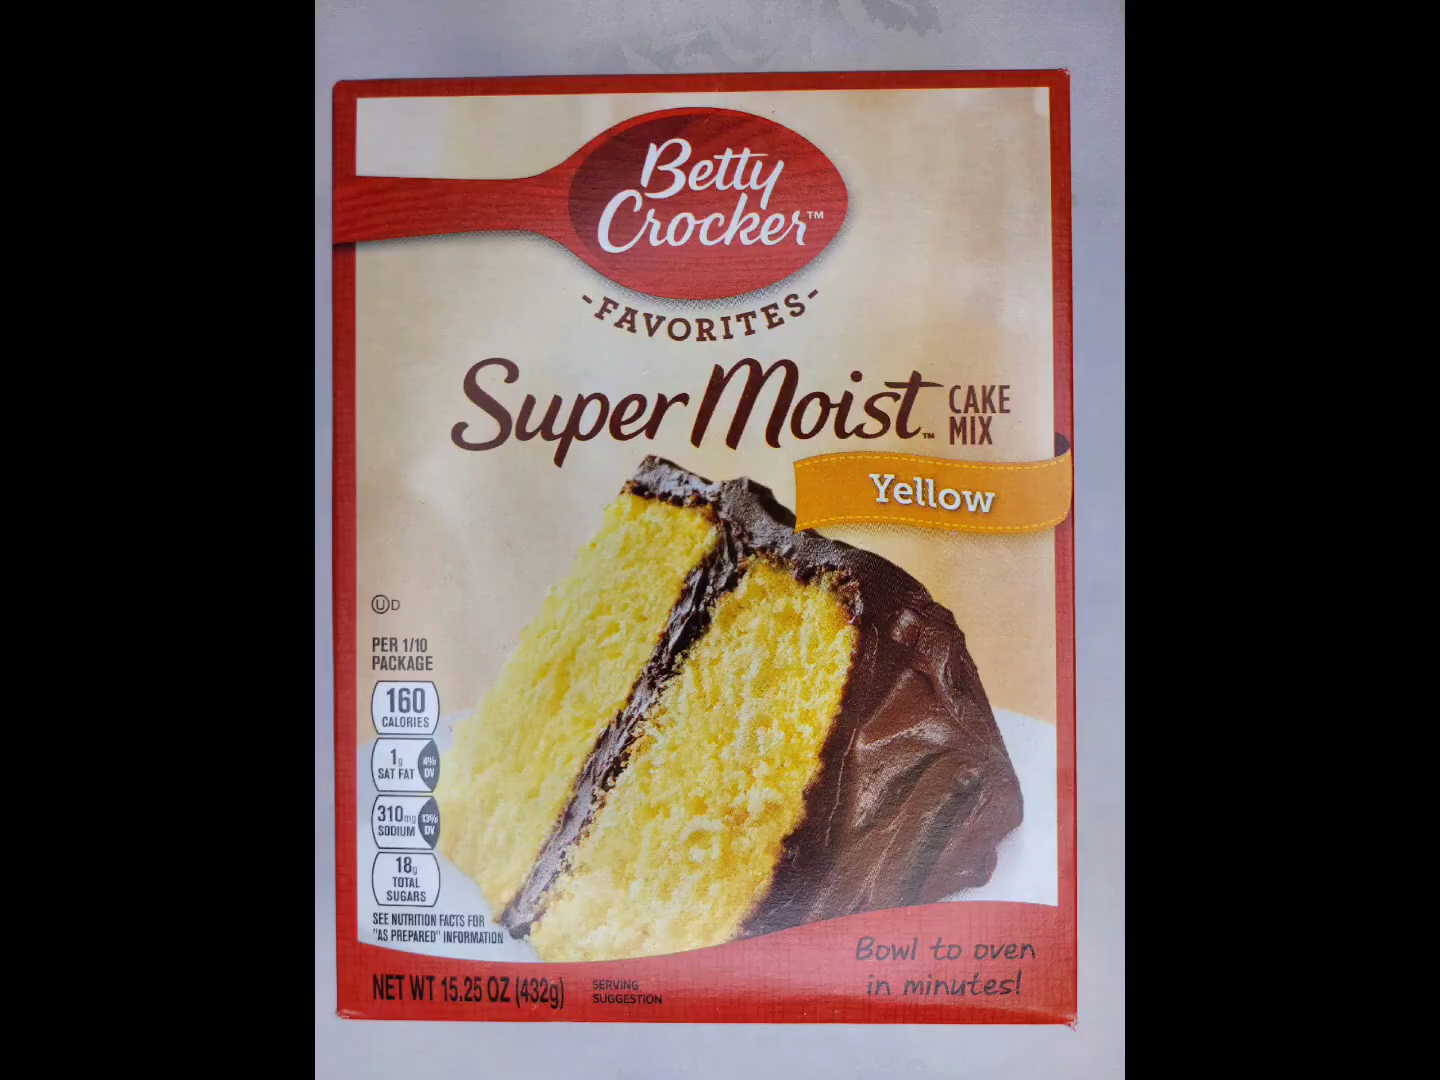 Betty
Crocker™
-FAVORITES-
SuperMoist™ CAKE
MIX
Yellow
UD
PER 1/10
PACKAGE
160
CALORIES
1g
SAT FAT
4%
DV
310mg
SODIUM
13%
DV
18g
TOTAL
SUGARS
SEE NUTRITION FACTS FOR
"AS PREPARED" INFORMATION
Bowl to oven
in minutes!
NET WT 15.25 OZ (432g)
SERVING
SUGGESTION